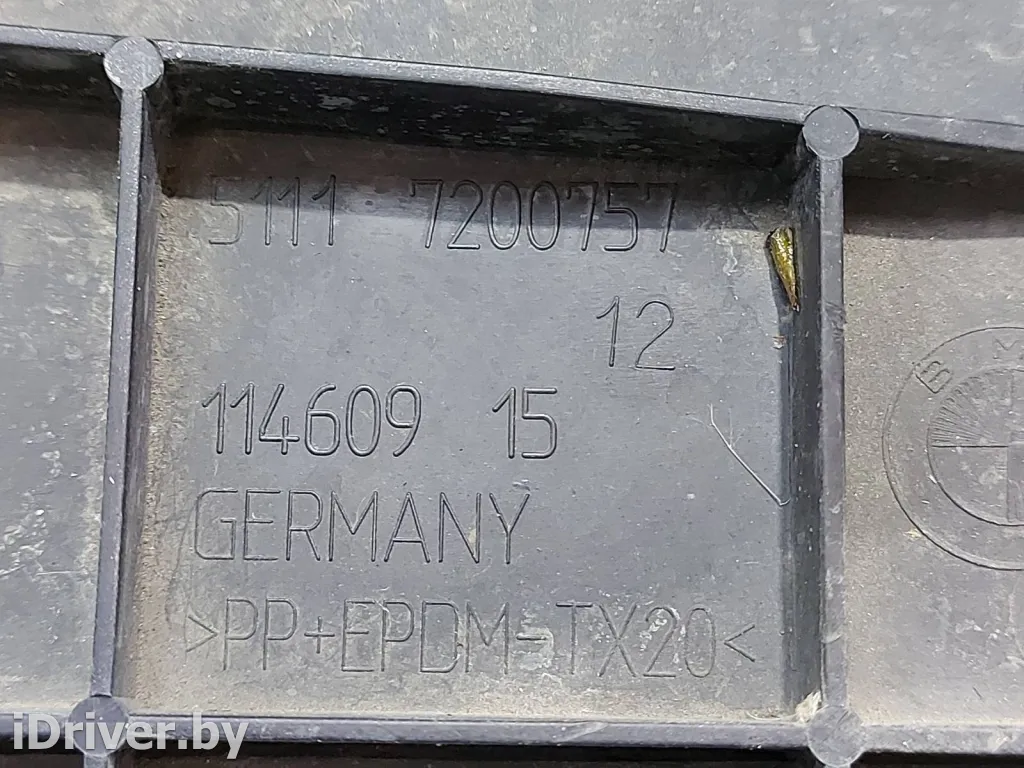 5111 7200757
12
114609 15
GERMANY
>PP+EPDM-TX20<
B M
iDriver.by